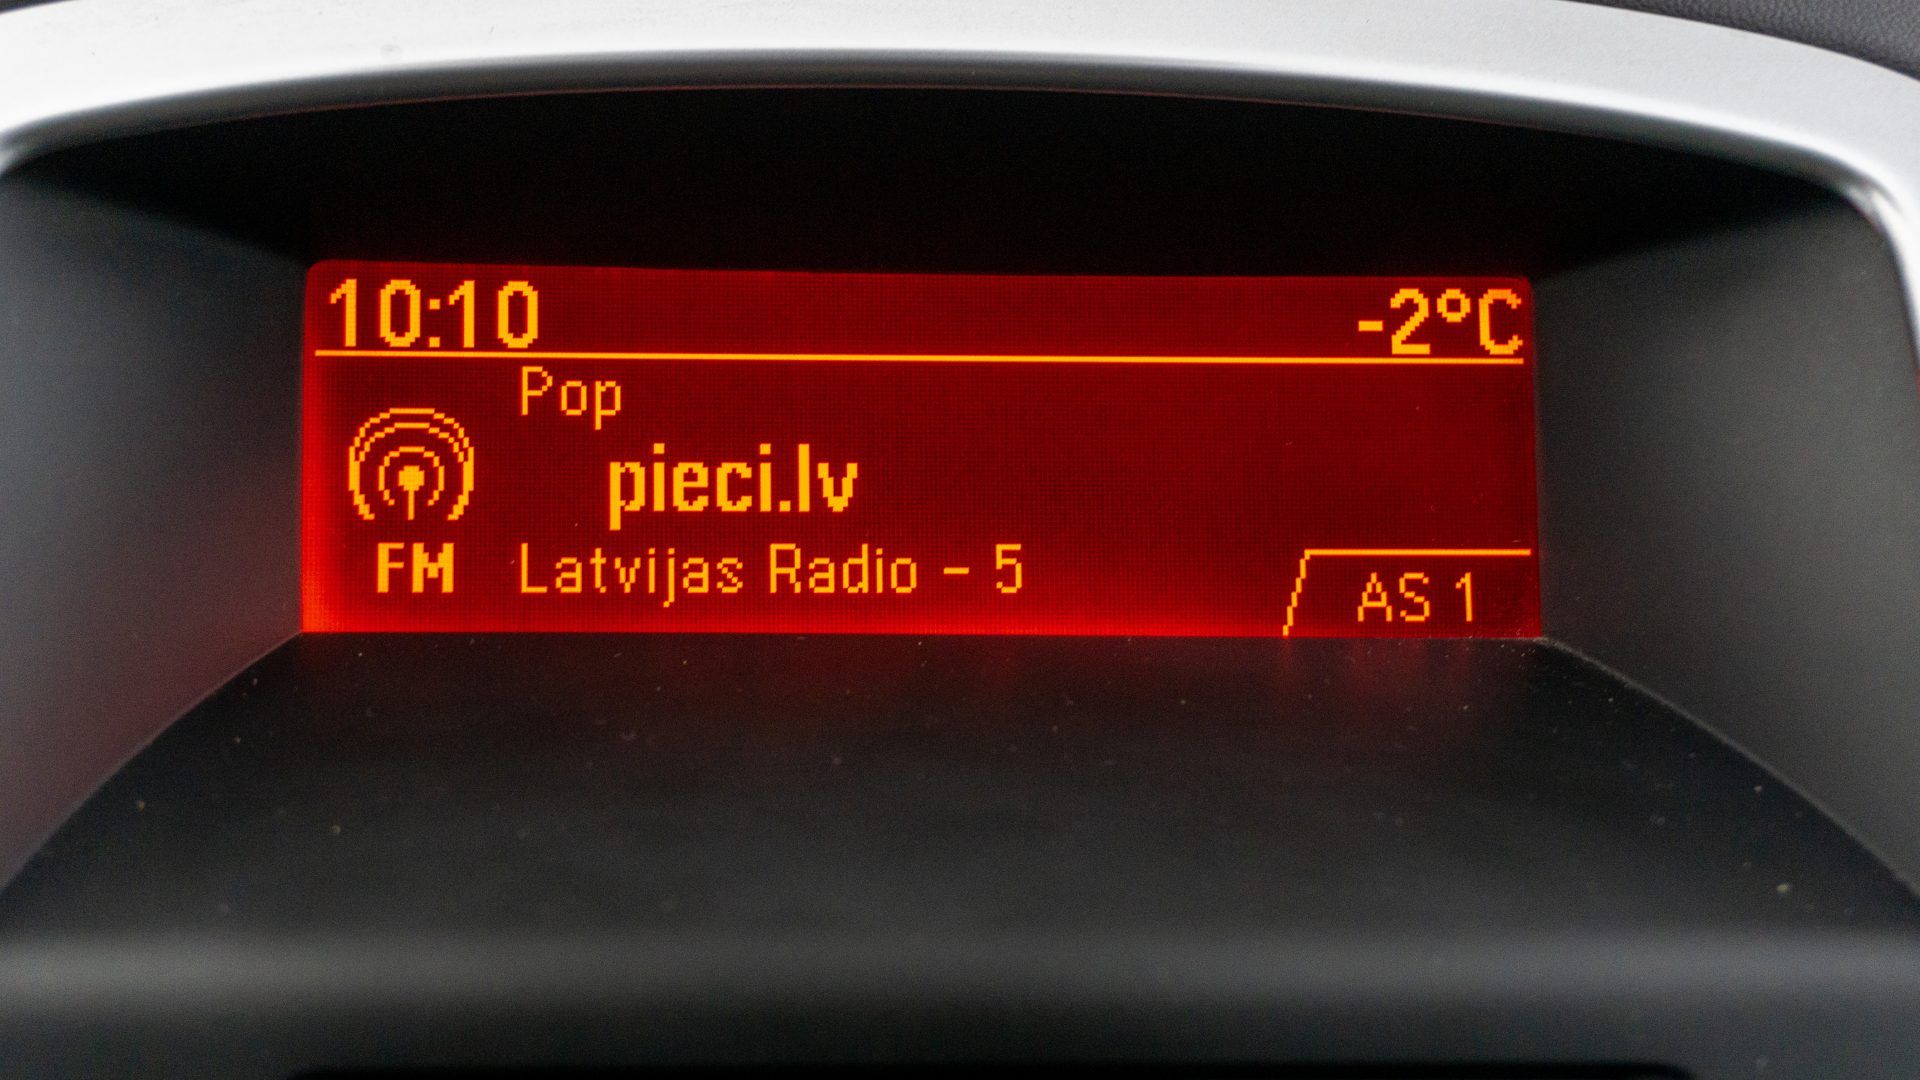 10:10 -2°C
Pop
pieci.lv
FM Latvijas Radio - 5
AS 1